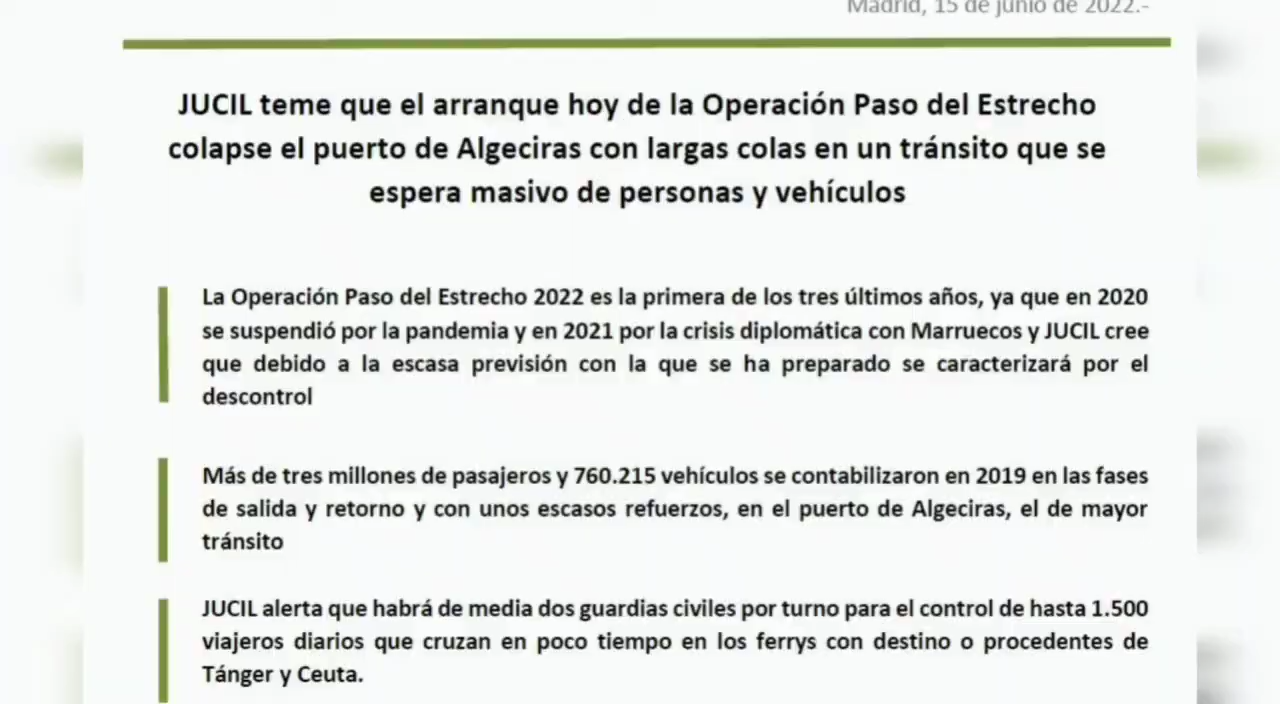 Madrid, 15 de junio de 2022.-
JUCIL teme que el arranque hoy de la Operación Paso del Estrecho
colapse el puerto de Algeciras con largas colas en un tránsito que se
espera masivo de personas y vehículos
La Operación Paso del Estrecho 2022 es la primera de los tres últimos años, ya que en 2020
se suspendió por la pandemia y en 2021 por la crisis diplomática con Marruecos y JUCIL cree
que debido a la escasa previsión con la que se ha preparado se caracterizará por el
descontrol
Más de tres millones de pasajeros y 760.215 vehículos se contabilizaron en 2019 en las fases
de salida y retorno y con unos escasos refuerzos, en el puerto de Algeciras, el de mayor
tránsito
JUCIL alerta que habrá de media dos guardias civiles por turno para el control de hasta 1.500
viajeros diarios que cruzan en poco tiempo en los ferrys con destino o procedentes de
Tánger y Ceuta.